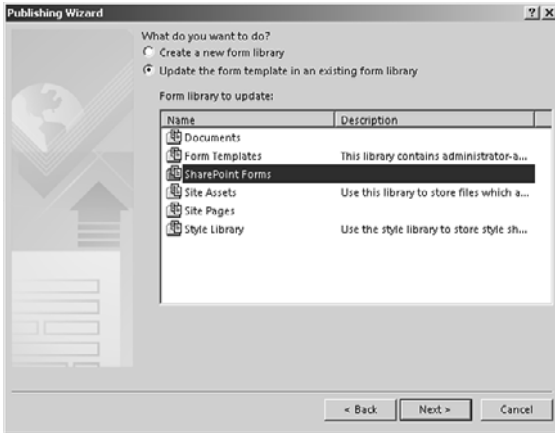 Publishing Wizard
What do you want to do?
Create a new form library
Update the form template in an existing form library
Form library to update:
Name Description
Documents
Form Templates This library contains administrator-a...
SharePoint Forms
Site Assets Use this library to store files which a...
Site Pages
Style Library Use the style library to store style sh...
< Back Next > Cancel